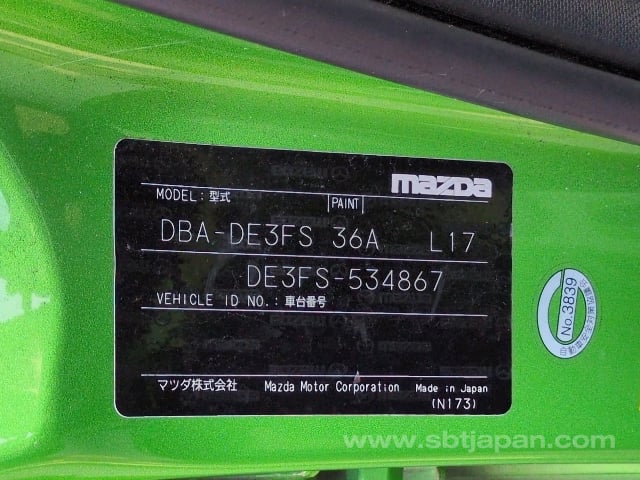 mazda
MODEL: 型式 PAINT
DBA-DE3FS 36A L17
DE3FS-534867
VEHICLE ID NO.: 車台番号
マツダ株式会社 Mazda Motor Corporation Made in Japan
(N173)
No.3839
www.sbtjapan.com